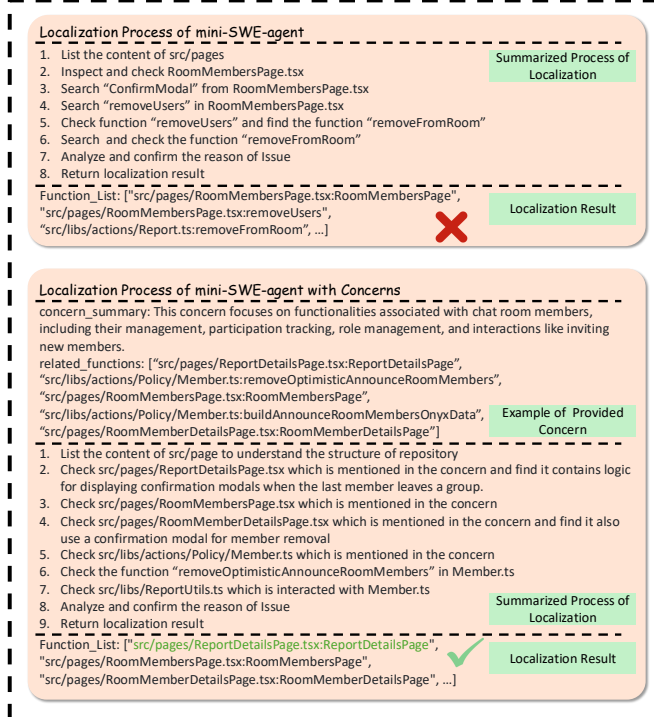 Localization Process of mini-SWE-agent
1. List the content of src/pages
2. Inspect and check RoomMembersPage.tsx
3. Search “ConfirmModal” from RoomMembersPage.tsx
4. Search “removeUsers” in RoomMembersPage.tsx
5. Check function “removeUsers” and find the function “removeFromRoom”
6. Search and check the function “removeFromRoom”
7. Analyze and confirm the reason of Issue
8. Return localization result
Summarized Process of
Localization
Function_List: ["src/pages/RoomMembersPage.tsx:RoomMembersPage",
"src/pages/RoomMembersPage.tsx:removeUsers",
“src/libs/actions/Report.ts:removeFromRoom”, …]
Localization Result
Localization Process of mini-SWE-agent with Concerns
concern_summary: This concern focuses on functionalities associated with chat room members,
including their management, participation tracking, role management, and interactions like inviting
new members.
related_functions: [“src/pages/ReportDetailsPage.tsx:ReportDetailsPage”,
“src/libs/actions/Policy/Member.ts:removeOptimisticAnnounceRoomMembers”,
“src/pages/RoomMembersPage.tsx:RoomMembersPage”,
“src/libs/actions/Policy/Member.ts:buildAnnounceRoomMembersOnyxData”,
“src/pages/RoomMemberDetailsPage.tsx:RoomMemberDetailsPage”]
Example of Provided
Concern
1. List the content of src/page to understand the structure of repository
2. Check src/pages/ReportDetailsPage.tsx which is mentioned in the concern and find it contains logic
for displaying confirmation modals when the last member leaves a group.
3. Check src/pages/RoomMembersPage.tsx which is mentioned in the concern
4. Check src/pages/RoomMemberDetailsPage.tsx which is mentioned in the concern and find it also
use a confirmation modal for member removal
5. Check src/libs/actions/Policy/Member.ts which is mentioned in the concern
6. Check the function “removeOptimisticAnnounceRoomMembers” in Member.ts
7. Check src/libs/ReportUtils.ts which is interacted with Member.ts
8. Analyze and confirm the reason of Issue
9. Return localization result
Summarized Process of
Localization
Function_List: ["src/pages/ReportDetailsPage.tsx:ReportDetailsPage",
"src/pages/RoomMembersPage.tsx:RoomMembersPage",
"src/pages/RoomMemberDetailsPage.tsx:RoomMemberDetailsPage", …]
Localization Result